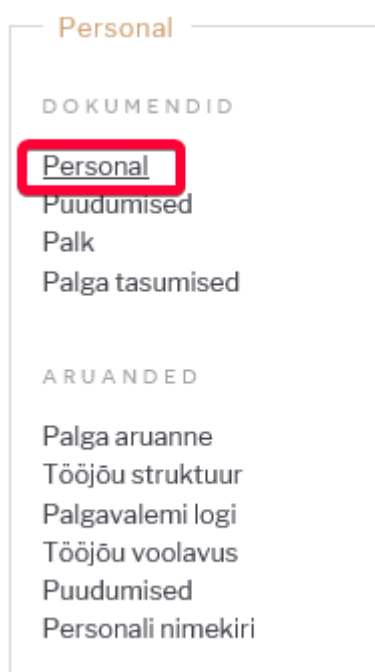 Personal
DOKUMENDID
Personal
Puudumised
Palk
Palga tasumised
ARUANDED
Palga aruanne
Tööjõu struktuur
Palgavalemi logi
Tööjõu voolavus
Puudumised
Personali nimekiri